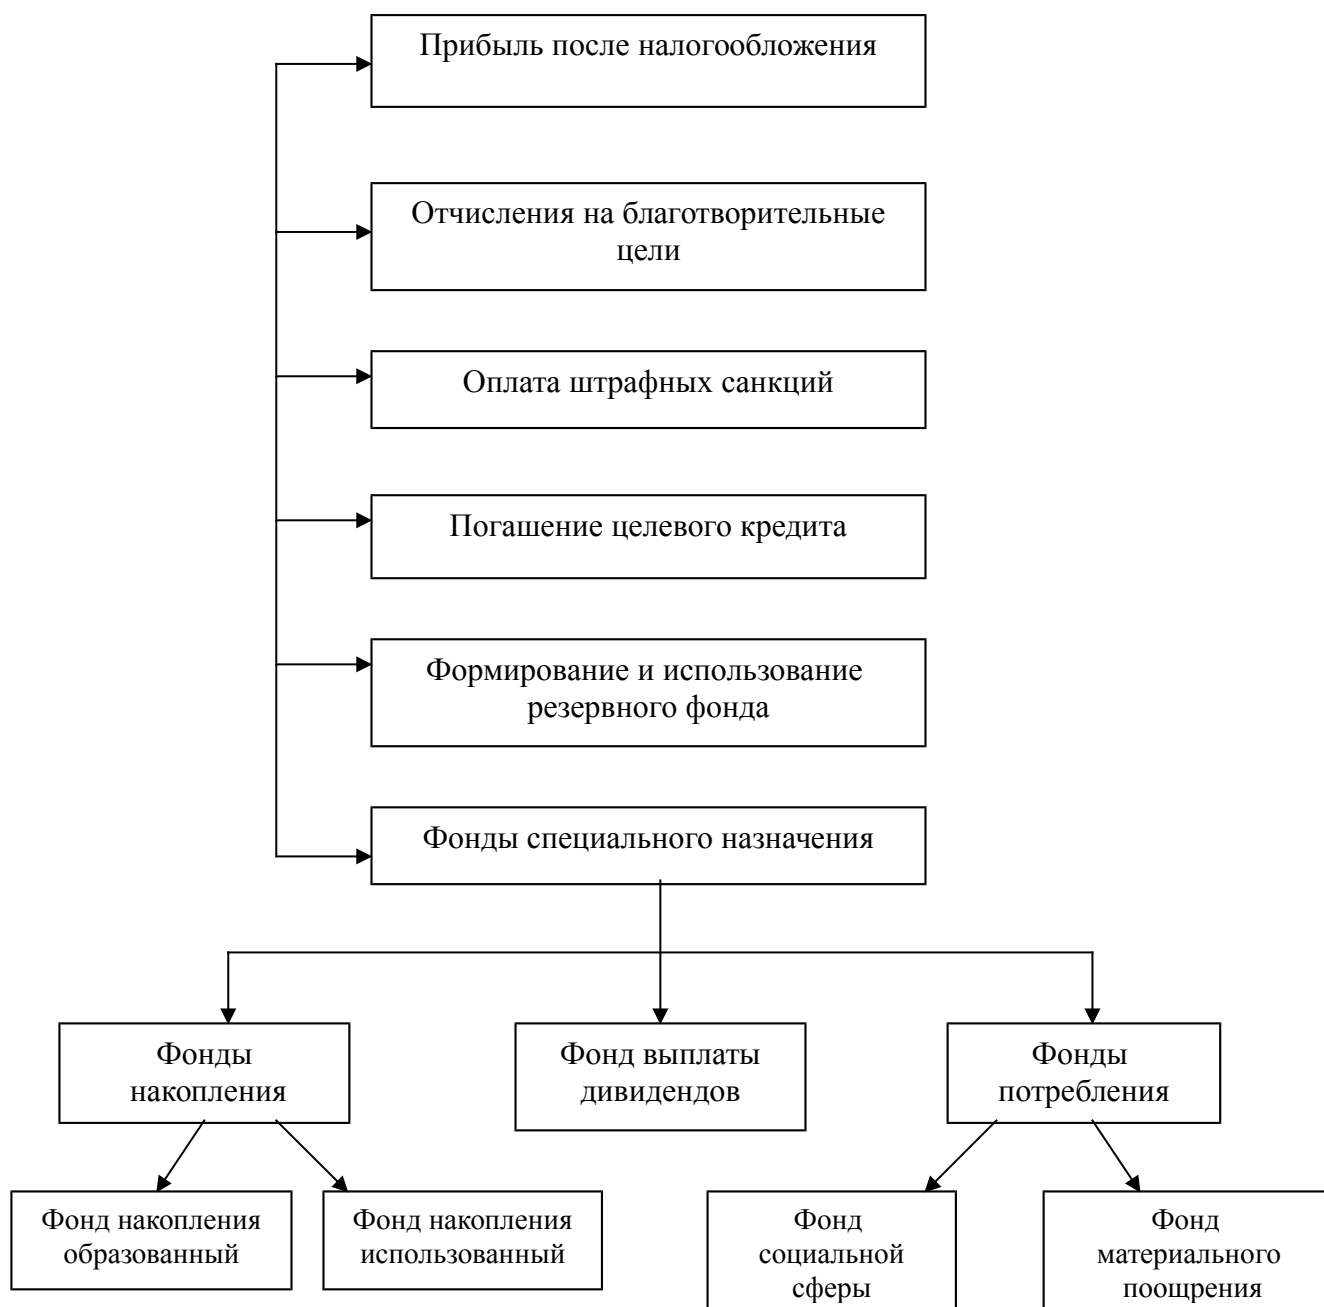 Прибыль после налогообложения
Отчисления на благотворительные
цели
Оплата штрафных санкций
Погашение целевого кредита
Формирование и использование
резервного фонда
Фонды специального назначения
Фонды
накопления
Фонд выплаты
дивидендов
Фонды
потребления
Фонд накопления
образованный
Фонд накопления
использованный
Фонд
социальной
сферы
Фонд
материального
поощрения